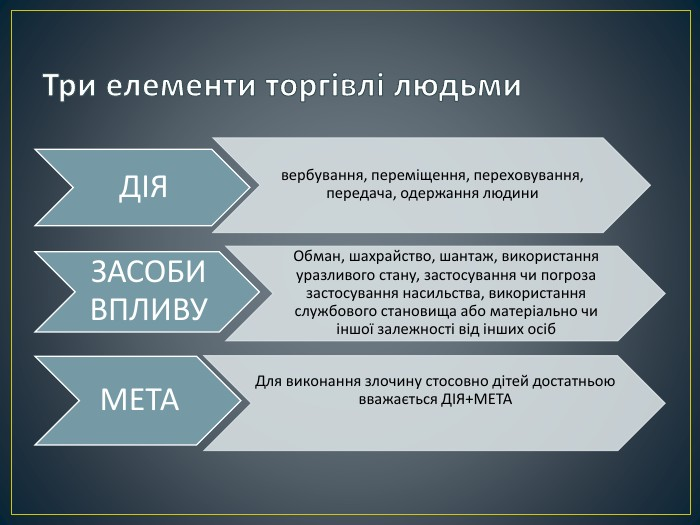 Три елементи торгівлі людьми
ДІЯ
вербування, переміщення, переховування,
передача, одержання людини
ЗАСОБИ
ВПЛИВУ
Обман, шахрайство, шантаж, використання
уразливого стану, застосування чи погроза
застосування насильства, використання
службового становища або матеріально чи
іншої залежності від інших осіб
МЕТА
Для виконання злочину стосовно дітей достатньою
вважається ДІЯ+МЕТА